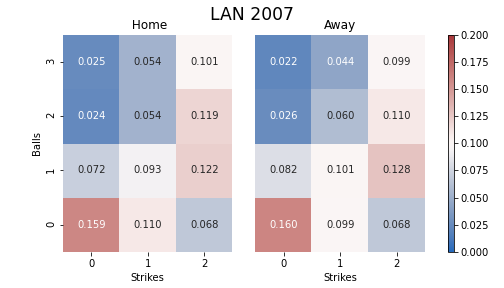 LAN 2007
Home
Away
Balls
3
0.025 0.054 0.101
2
0.024 0.054 0.119
1
0.072 0.093 0.122
0
0.159 0.110 0.068
0 1 2
Strikes
0.022 0.044 0.099
0.026 0.060 0.110
0.082 0.101 0.128
0.160 0.099 0.068
0 1 2
Strikes
0.200
0.175
0.150
0.125
0.100
0.075
0.050
0.025
0.000